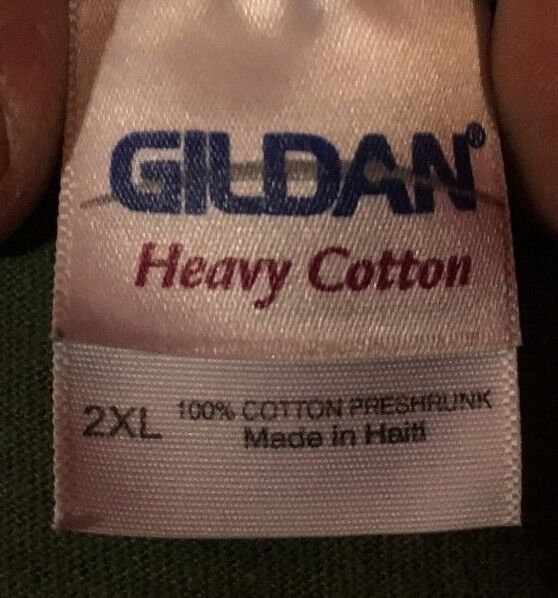 GILDAN®
Heavy Cotton
2XL 100% COTTON PRESHRUNK
Made in Haiti